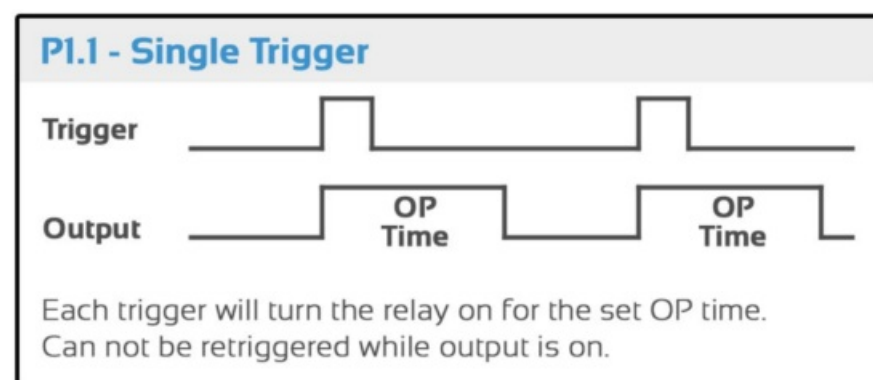 P1.1 - Single Trigger
Trigger
OP
Time
OP
Time
Output
Each trigger will turn the relay on for the set OP time.
Can not be retriggered while output is on.